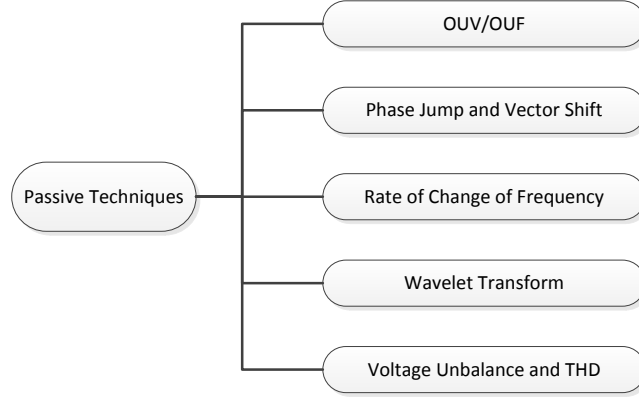 OUV/OUF
Phase Jump and Vector Shift
Passive Techniques
Rate of Change of Frequency
Wavelet Transform
Voltage Unbalance and THD